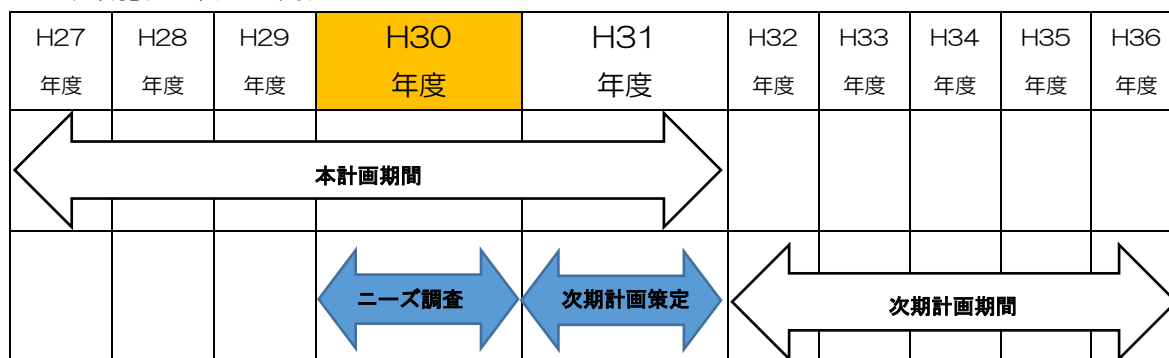 H27 H28 H29 H30 H31 H32 H33 H34 H35 H36
年度 年度 年度 年度 年度 年度 年度 年度 年度 年度
本計画期間
ニーズ調査 次期計画策定 次期計画期間